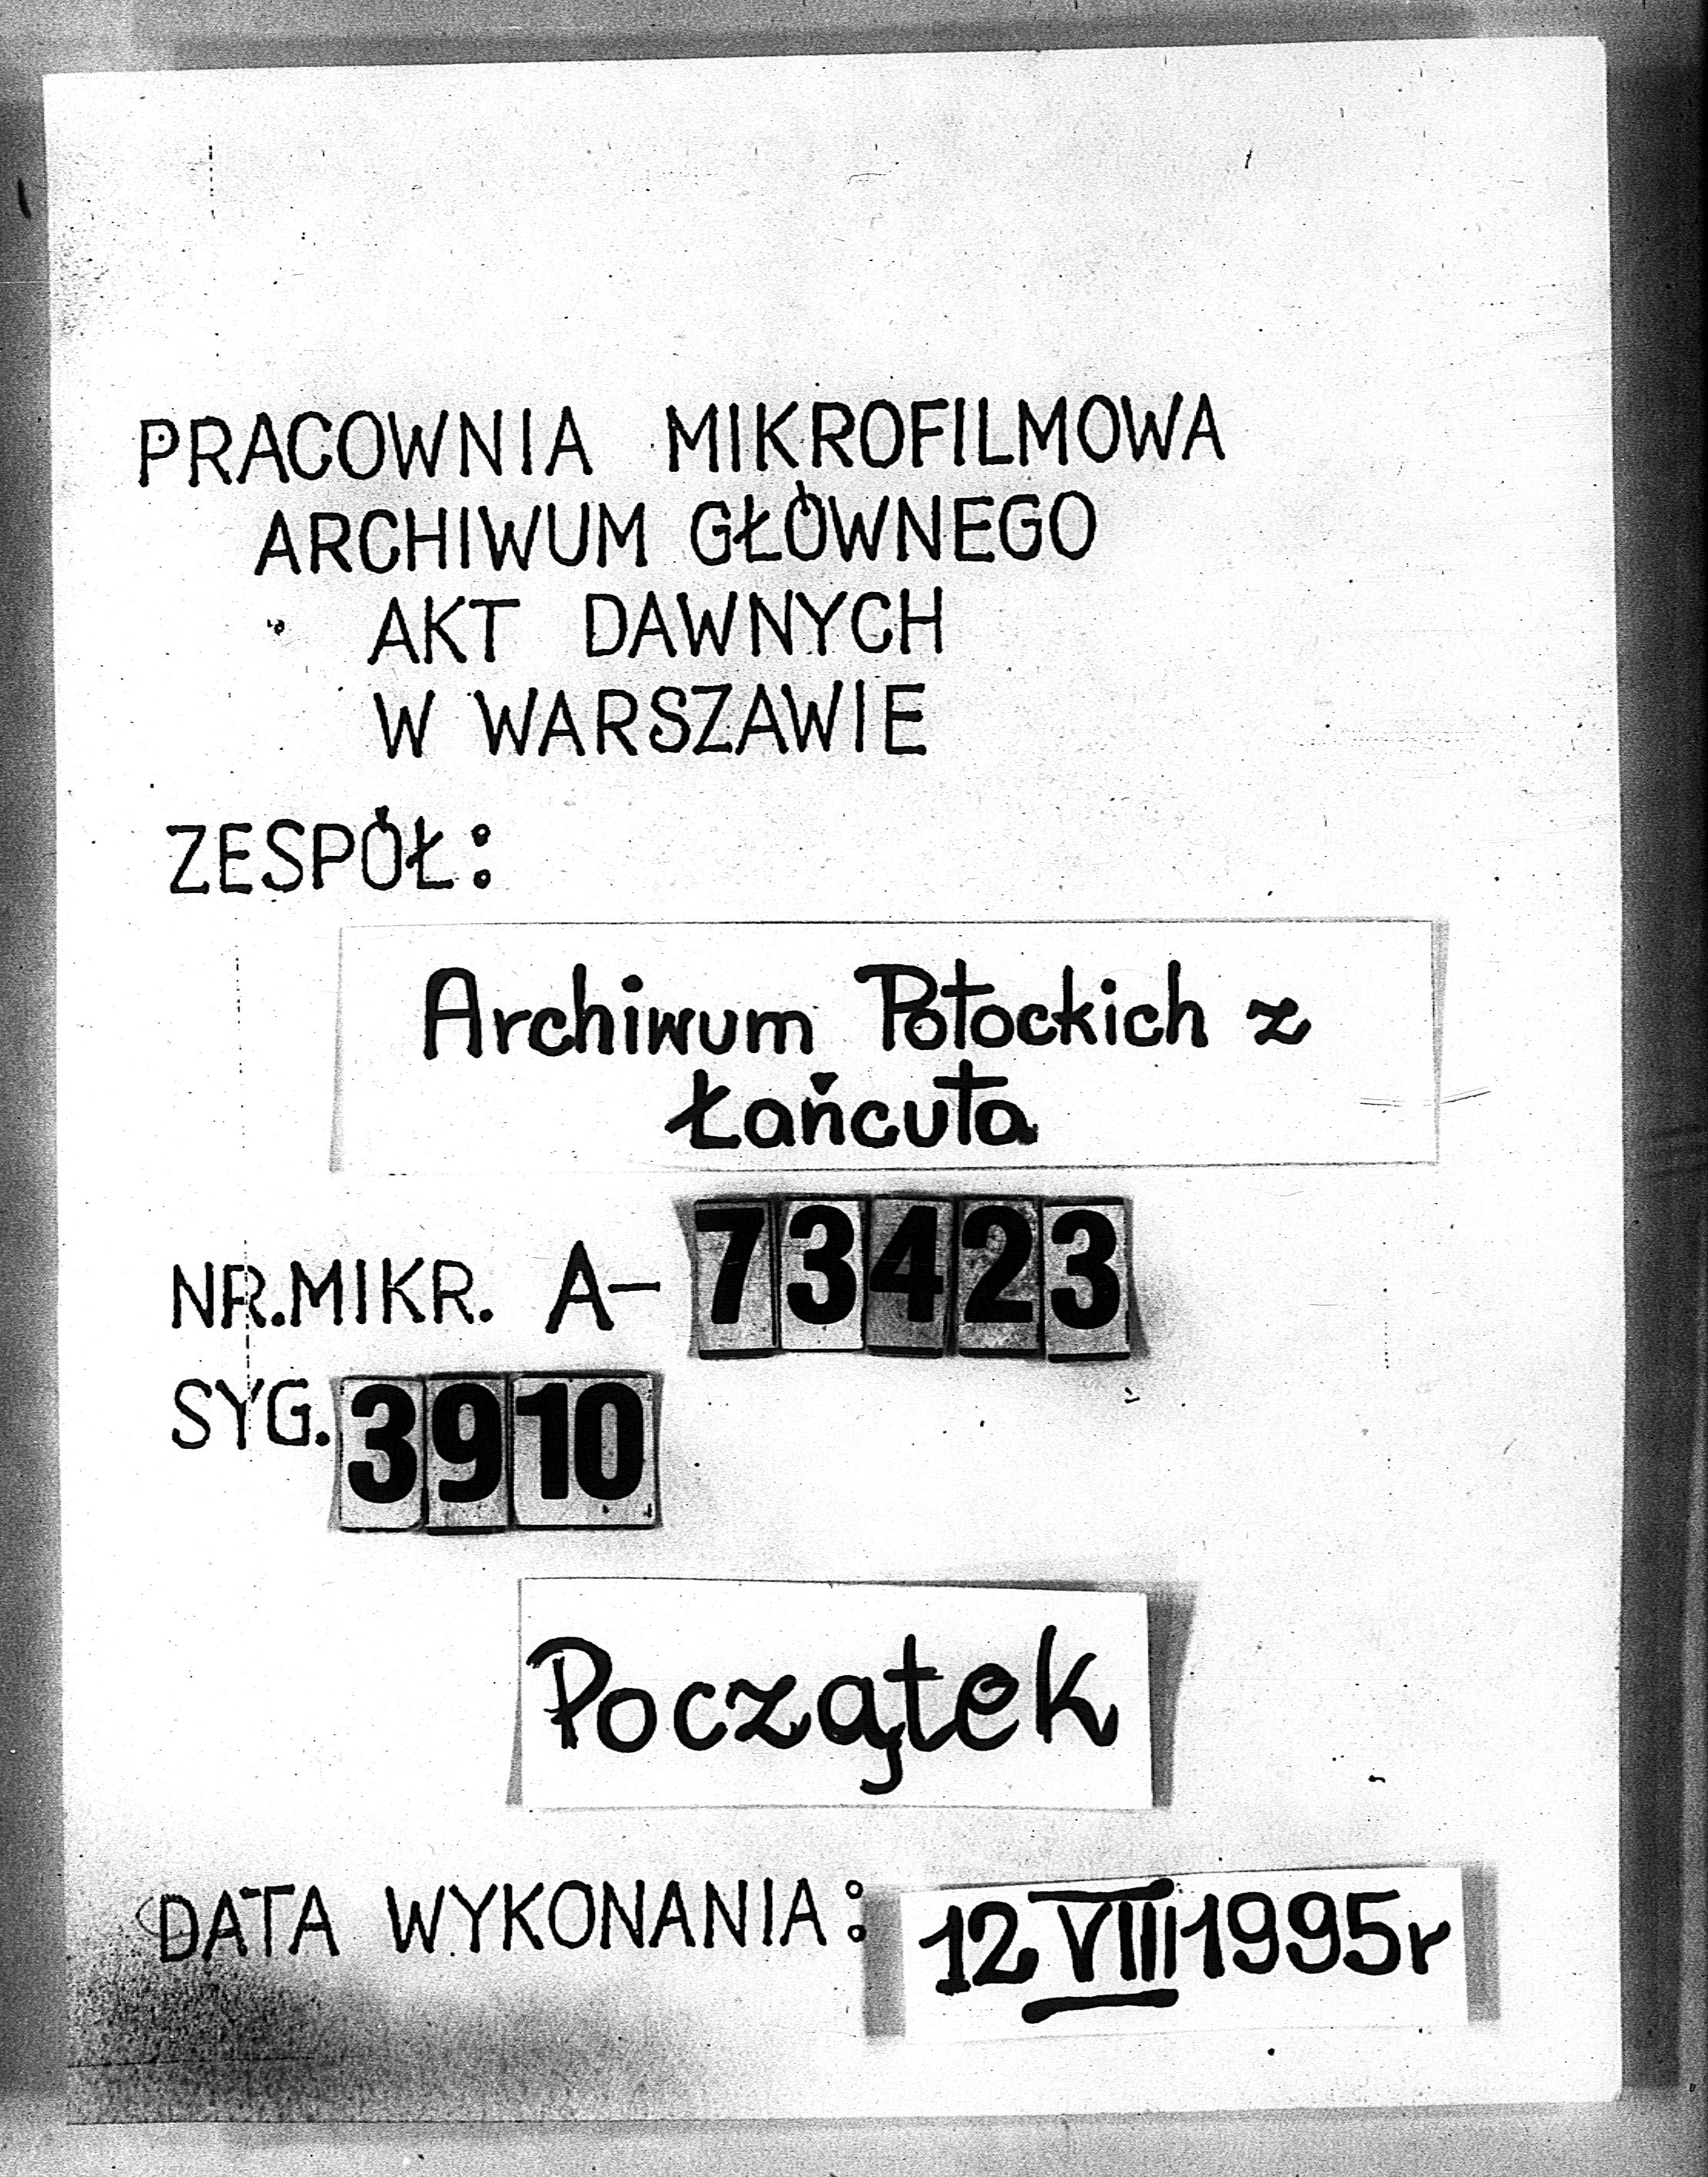 PRACOWNIA MIKROFILMOWA
ARCHIWUM GŁÓWNEGO
AKT DAWNYCH
W WARSZAWIE
ZESPÓŁ:
Archiwum Potockich z
Łańcuta
NR.MIKR. A- 73423
SYG. 3910
Początek
DATA WYKONANIA: 12 VIII 1995r